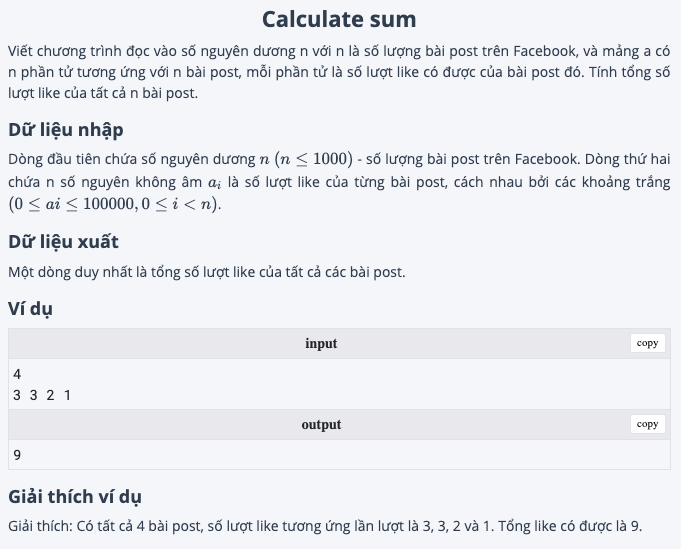 Calculate sum
Viết chương trình đọc vào số nguyên dương n với n là số lượng bài post trên Facebook, và mảng a có
n phần tử tương ứng với n bài post, mỗi phần tử là số lượt like có được của bài post đó. Tính tổng số
lượt like của tất cả n bài post.
Dữ liệu nhập
Dòng đầu tiên chứa số nguyên dương n (n ≤ 1000) - số lượng bài post trên Facebook. Dòng thứ hai
chứa n số nguyên không âm aᵢ là số lượt like của từng bài post, cách nhau bởi các khoảng trắng
(0 ≤ ai ≤ 100000, 0 ≤ i < n).
Dữ liệu xuất
Một dòng duy nhất là tổng số lượt like của tất cả các bài post.
Ví dụ
input copy
4
3 3 2 1
output copy
9
Giải thích ví dụ
Giải thích: Có tất cả 4 bài post, số lượt like tương ứng lần lượt là 3, 3, 2 và 1. Tổng like có được là 9.